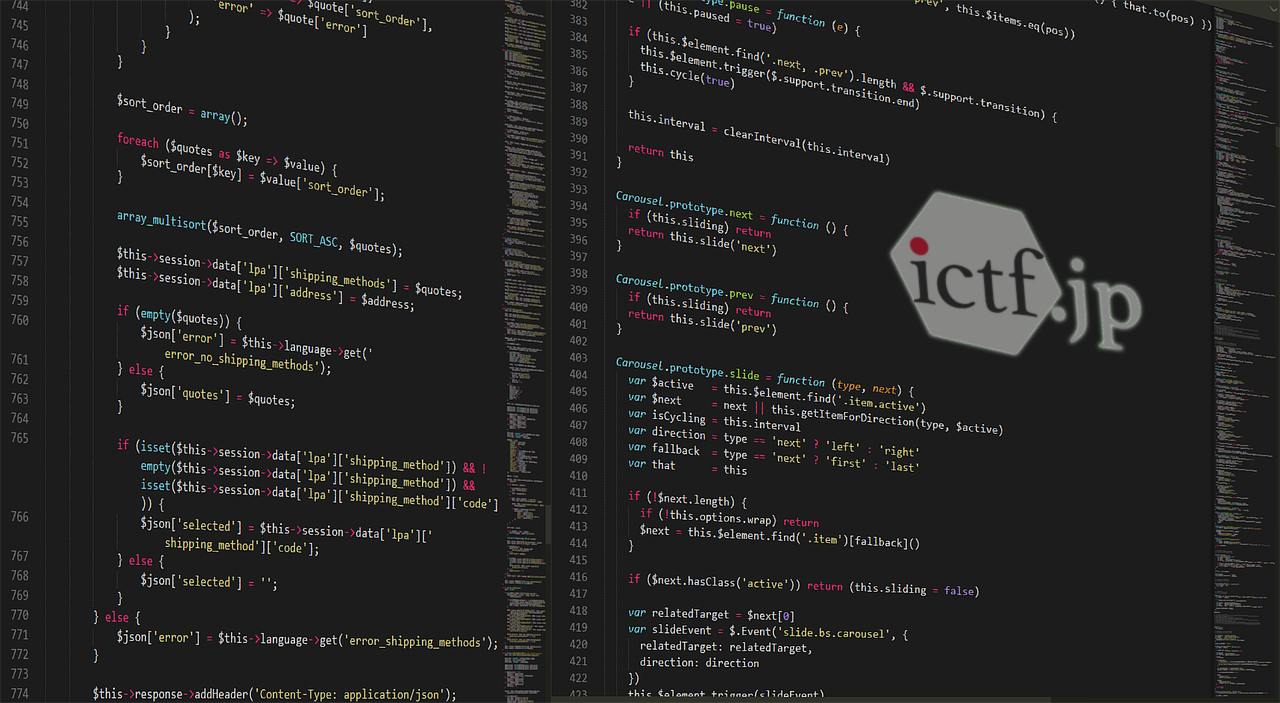 744
745
746
747
748
749
750
751
752
753
754
755
756
757
758
759
760
761
762
763
764
765
766
767
768
769
770
771
772
773
774
'error' => $quote['sort_order'],
=> $quote['error']
);
}
}
}
$sort_order = array();
foreach ($quotes as $key => $value) {
$sort_order[$key] = $value['sort_order'];
}
array_multisort($sort_order, SORT_ASC, $quotes);
$this->session->data['lpa']['shipping_methods'] = $quotes;
$this->session->data['lpa']['address'] = $address;
if (empty($quotes)) {
$json['error'] = $this->language->get('
error_no_shipping_methods');
} else {
$json['quotes'] = $quotes;
}
if (isset($this->session->data['lpa']['shipping_method']) && !
empty($this->session->data['lpa']['shipping_method']) &&
isset($this->session->data['lpa']['shipping_method']['code']
)) {
$json['selected'] = $this->session->data['lpa']['
shipping_method']['code'];
} else {
$json['selected'] = '';
}
} else {
$json['error'] = $this->language->get('error_shipping_methods');
}
$this->response->addHeader('Content-Type: application/json');
382
383
384
385
386
387
388
389
390
391
392
393
394
395
396
397
398
399
400
401
402
403
404
405
406
407
408
409
410
411
412
413
414
415
416
417
418
419
420
421
422
423
prev', this.$items.eq(pos))
{ that.to(pos) })
.pause = function (e) {
|| (this.paused = true)
if (this.$element.find('.next, .prev').length && $.support.transition) {
this.$element.trigger($.support.transition.end)
this.cycle(true)
}
this.interval = clearInterval(this.interval)
return this
}
Carousel.prototype.next = function () {
if (this.sliding) return
return this.slide('next')
}
Carousel.prototype.prev = function () {
if (this.sliding) return
return this.slide('prev')
}
Carousel.prototype.slide = function (type, next) {
var $active = this.$element.find('.item.active')
var $next = next || this.getItemForDirection(type, $active)
var isCycling = this.interval
var direction = type == 'next' ? 'left' : 'right'
var fallback = type == 'next' ? 'first' : 'last'
var that = this
if (!$next.length) {
if (!this.options.wrap) return
$next = this.$element.find('.item')[fallback]()
}
if ($next.hasClass('active')) return (this.sliding = false)
var relatedTarget = $next[0]
var slideEvent = $.Event('slide.bs.carousel', {
relatedTarget: relatedTarget,
direction: direction
})
this.$element.trigger(slideEvent)
ictf.jp